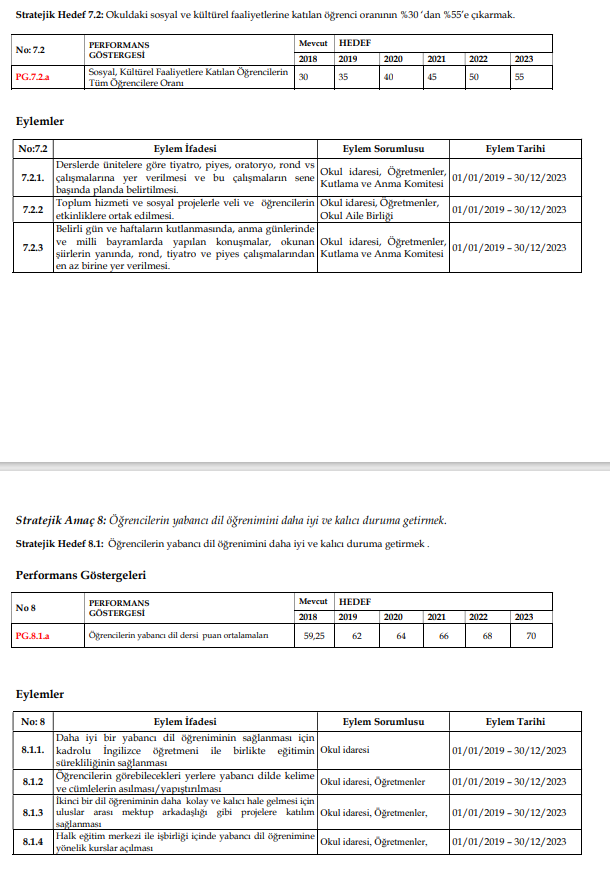 Stratejik Hedef 7.2: Okuldaki sosyal ve kültürel faaliyetlerine katılan öğrenci oranının %30 'dan %55'e çıkarmak.
No: 7.2 PERFORMANS GÖSTERGESİ Mevcut HEDEF
2018 2019 2020 2021 2022 2023
PG.7.2.a Sosyal, Kültürel Faaliyetlere Katılan Öğrencilerin Tüm Öğrencilere Oranı 30 35 40 45 50 55
Eylemler
No:7.2 Eylem İfadesi Eylem Sorumlusu Eylem Tarihi
7.2.1. Derslerde ünitelere göre tiyatro, piyes, oratoryo, rond vs
çalışmalarına yer verilmesi ve bu çalışmaların sene
başında planda belirtilmesi.
Okul idaresi, Öğretmenler,
Kutlama ve Anma Komitesi
01/01/2019 – 30/12/2023
7.2.2 Toplum hizmeti ve sosyal projelerle veli ve öğrencilerin
etkinliklere ortak edilmesi.
Okul idaresi, Öğretmenler,
Okul Aile Birliği
01/01/2019 – 30/12/2023
7.2.3 Belirli gün ve haftaların kutlanmasında, anma günlerinde
ve milli bayramlarda yapılan konuşmalar, okunan
şiirlerin yanında, rond, tiyatro ve piyes çalışmalarından
en az birine yer verilmesi.
Okul idaresi, Öğretmenler,
Kutlama ve Anma Komitesi
01/01/2019 – 30/12/2023
Stratejik Amaç 8: Öğrencilerin yabancı dil öğrenimini daha iyi ve kalıcı duruma getirmek.
Stratejik Hedef 8.1: Öğrencilerin yabancı dil öğrenimini daha iyi ve kalıcı duruma getirmek .
Performans Göstergeleri
No 8 PERFORMANS GÖSTERGESİ Mevcut HEDEF
2018 2019 2020 2021 2022 2023
PG.8.1.a Öğrencilerin yabancı dil dersi puan ortalamaları 59,25 62 64 66 68 70
Eylemler
No: 8 Eylem İfadesi Eylem Sorumlusu Eylem Tarihi
8.1.1. Daha iyi bir yabancı dil öğreniminin sağlanması için
kadrolu İngilizce öğretmeni ile birlikte eğitimin
sürekliliğinin sağlanması
Okul idaresi
01/01/2019 – 30/12/2023
8.1.2 Öğrencilerin görebilecekleri yerlere yabancı dilde kelime
ve cümlelerin asılması/yapıştırılması
Okul idaresi, Öğretmenler
01/01/2019 – 30/12/2023
8.1.3 İkinci bir dil öğreniminin daha kolay ve kalıcı hale gelmesi için
uluslar arası mektup arkadaşlığı gibi projelere katılım
sağlanması
Okul idaresi, Öğretmenler,
01/01/2019 – 30/12/2023
8.1.4 Halk eğitim merkezi ile işbirliği içinde yabancı dil öğrenimine
yönelik kurslar açılması
Okul idaresi, Öğretmenler,
01/01/2019 – 30/12/2023